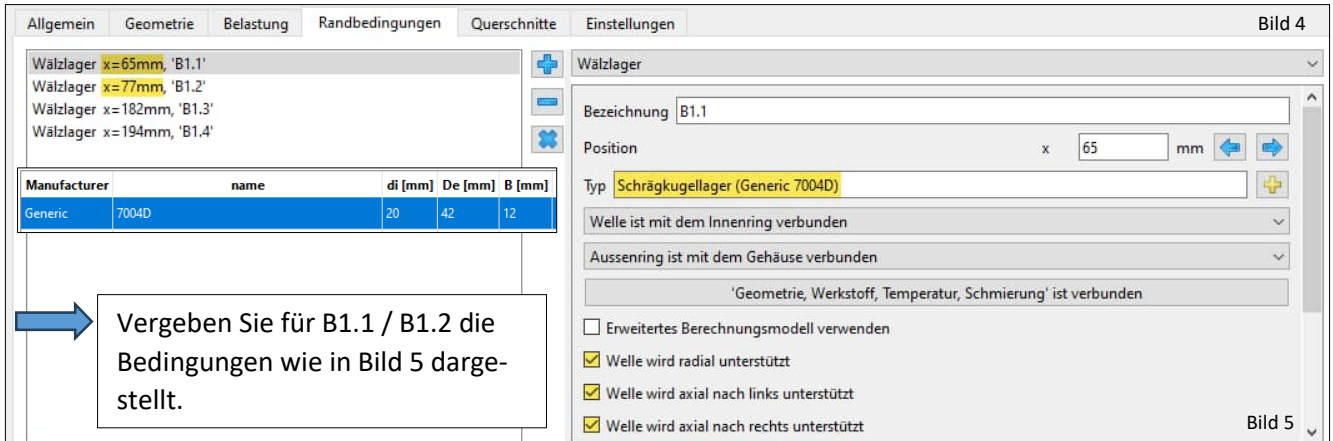 Allgemein Geometrie Belastung Randbedingungen Querschnitte Einstellungen Bild 4
Wälzlager x=65mm, 'B1.1'
Wälzlager x=77mm, 'B1.2'
Wälzlager x=182mm, 'B1.3'
Wälzlager x=194mm, 'B1.4'
Manufacturer name di [mm] De [mm] B [mm]
Generic 7004D 20 42 12
Vergeben Sie für B1.1 / B1.2 die
Bedingungen wie in Bild 5 darge-
stellt.
Wälzlager
Bezeichnung B1.1
Position x 65 mm
Typ Schrägkugellager (Generic 7004D)
Welle ist mit dem Innenring verbunden
Aussenring ist mit dem Gehäuse verbunden
'Geometrie, Werkstoff, Temperatur, Schmierung' ist verbunden
Erweitertes Berechnungsmodell verwenden
Welle wird radial unterstützt
Welle wird axial nach links unterstützt
Welle wird axial nach rechts unterstützt
Bild 5